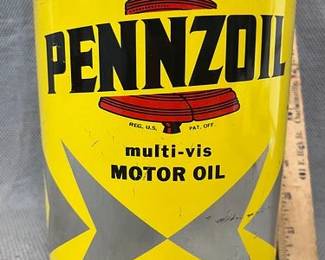 PENNZOIL
REG. U.S. PAT. OFF.
multi-vis
MOTOR OIL